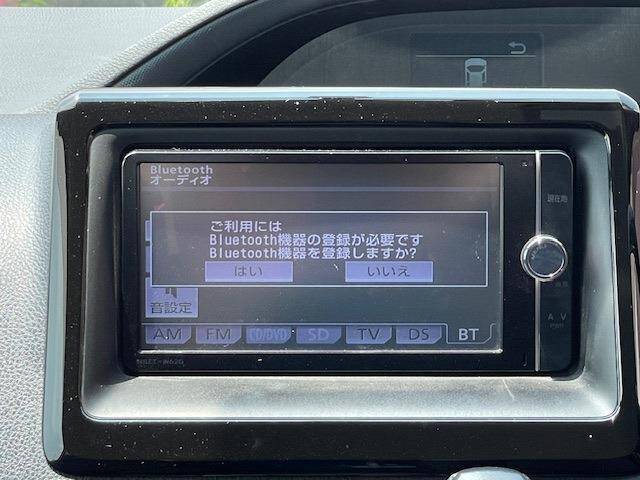 Bluetooth
オーディオ
ご利用には
Bluetooth機器の登録が必要です
Bluetooth機器を登録しますか?
はい
いいえ
音設定
AM
FM
CD/DVD
SD
TV
DS
BT
現在地
A V